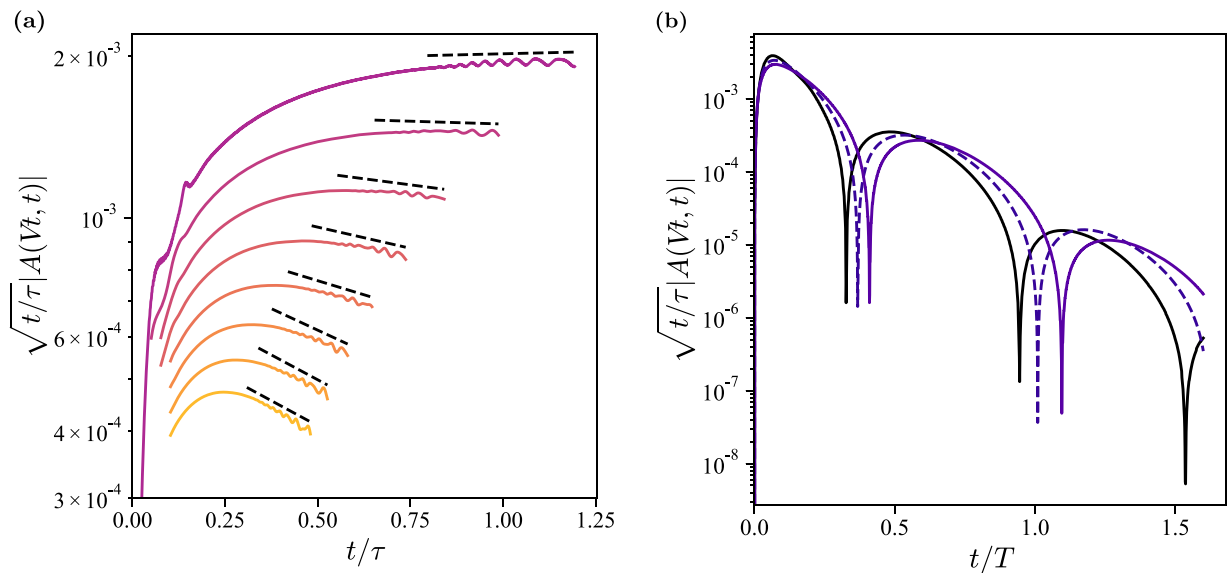 (a)
√t/τ|A(Vt, t)|
2 × 10⁻³
10⁻³
6 × 10⁻⁴
4 × 10⁻⁴
3 × 10⁻⁴
0.00 0.25 0.50 0.75 1.00 1.25
t/τ
(b)
√t/τ|A(Vt, t)|
10⁻³
10⁻⁴
10⁻⁵
10⁻⁶
10⁻⁷
10⁻⁸
0.0 0.5 1.0 1.5
t/T